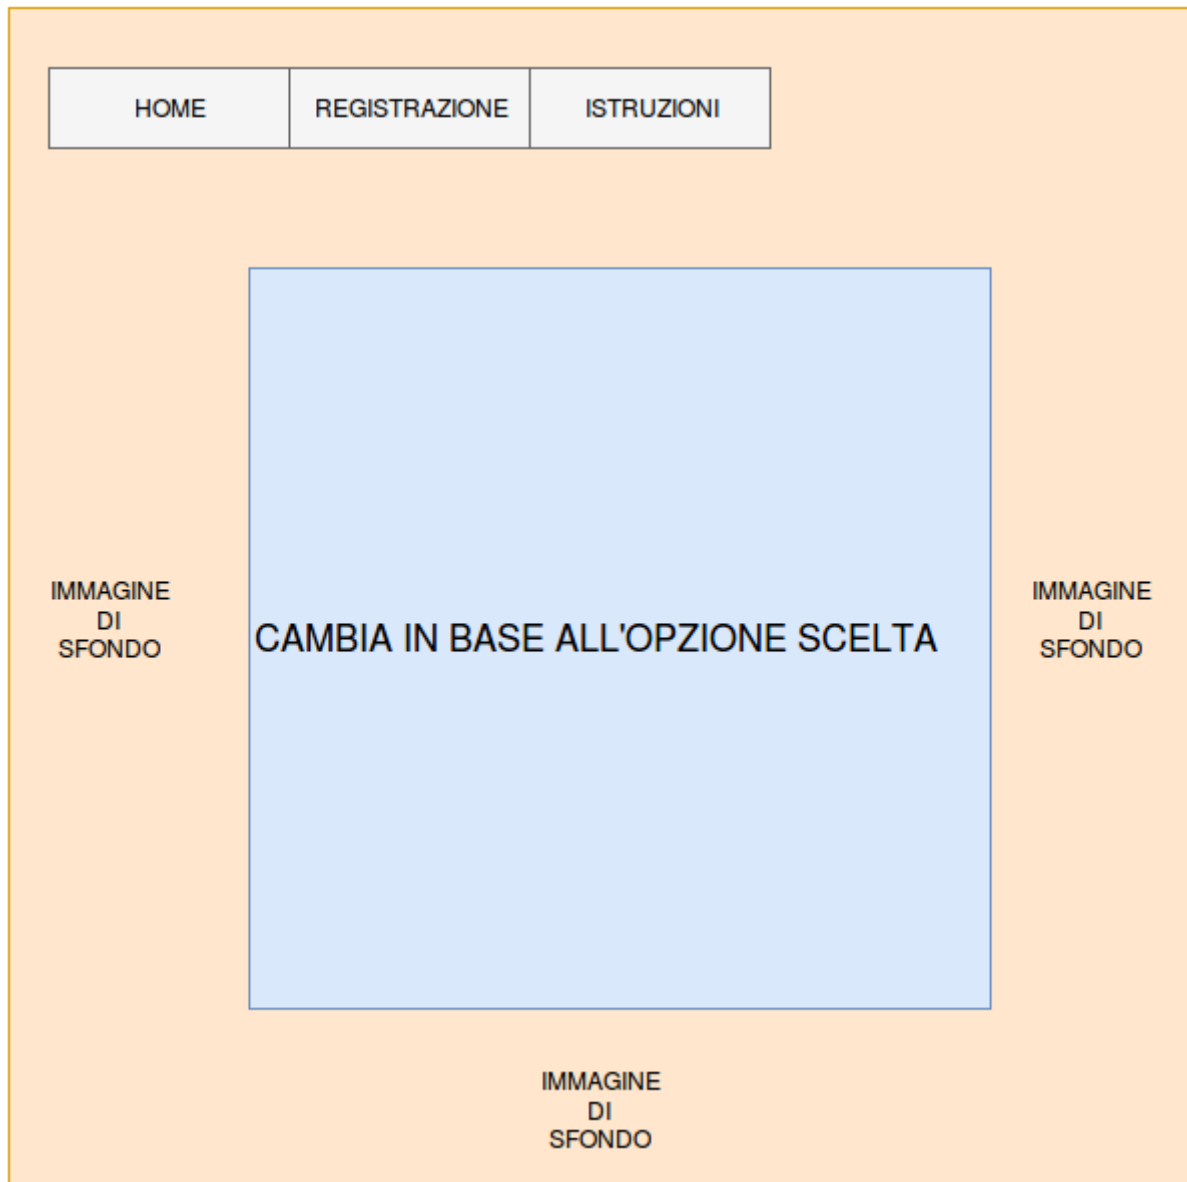 HOME REGISTRAZIONE ISTRUZIONI
IMMAGINE
DI
SFONDO
CAMBIA IN BASE ALL'OPZIONE SCELTA
IMMAGINE
DI
SFONDO
IMMAGINE
DI
SFONDO